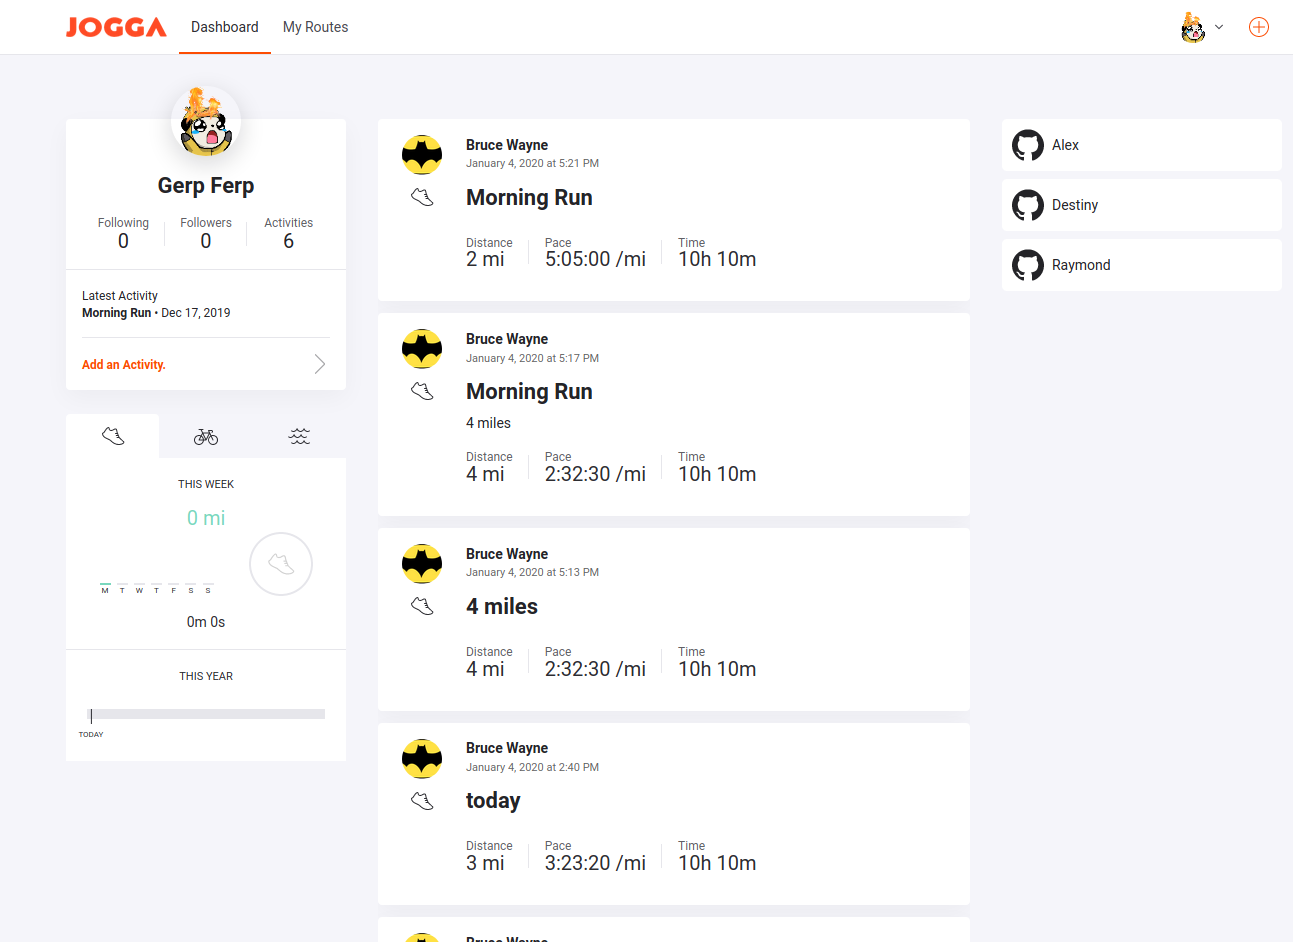 JOGGA Dashboard My Routes
Gerp Ferp
Following Followers Activities
0 0 6
Latest Activity
Morning Run • Dec 17, 2019
Add an Activity.
THIS WEEK
0 mi
M T W T F S S
0m 0s
THIS YEAR
TODAY
Bruce Wayne
January 4, 2020 at 5:21 PM
Morning Run
Distance Pace Time
2 mi 5:05:00 /mi 10h 10m
Bruce Wayne
January 4, 2020 at 5:17 PM
Morning Run
4 miles
Distance Pace Time
4 mi 2:32:30 /mi 10h 10m
Bruce Wayne
January 4, 2020 at 5:13 PM
4 miles
Distance Pace Time
4 mi 2:32:30 /mi 10h 10m
Bruce Wayne
January 4, 2020 at 2:40 PM
today
Distance Pace Time
3 mi 3:23:20 /mi 10h 10m
Bruce Wayne
Alex
Destiny
Raymond